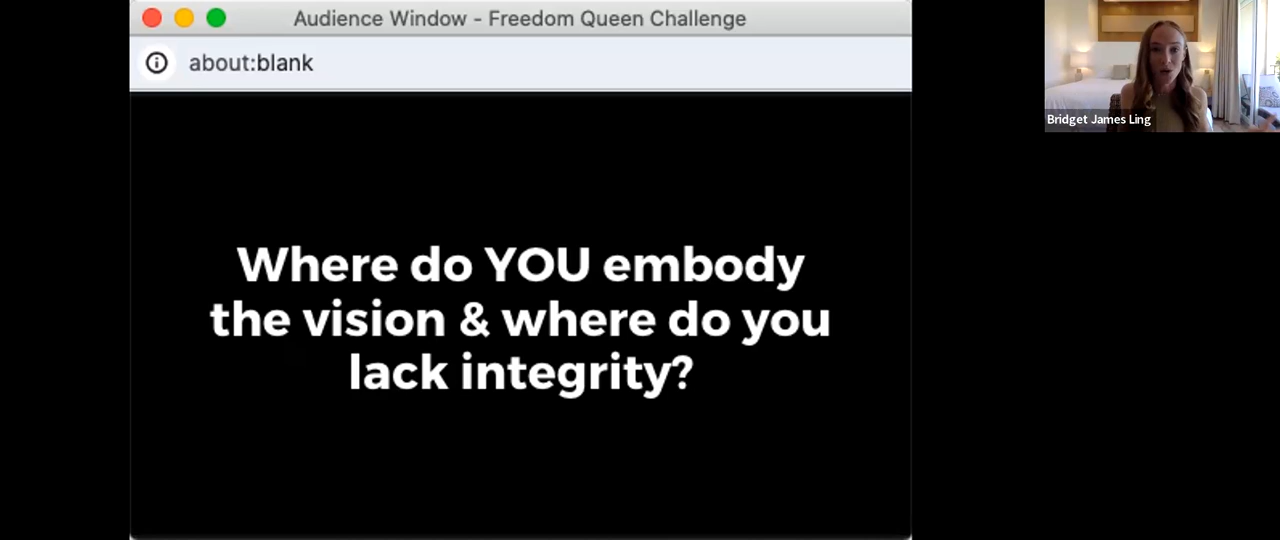 Audience Window - Freedom Queen Challenge
about:blank
Where do YOU embody
the vision & where do you
lack integrity?
Bridget James Ling